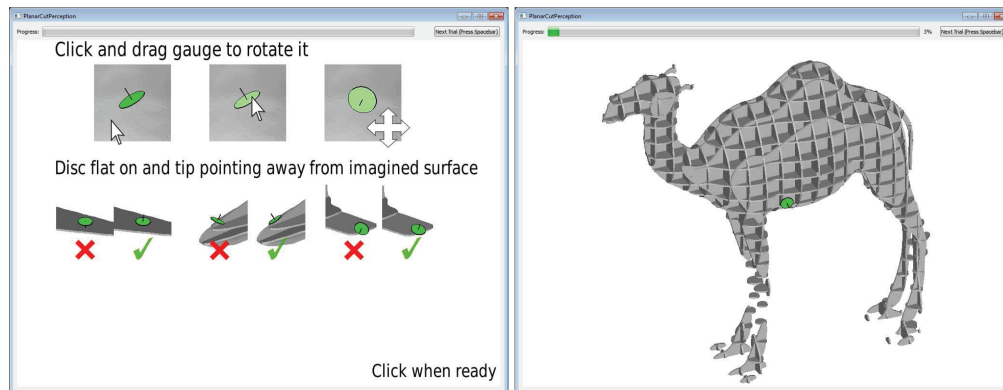 PlanarCutPerception
Progress:
Next Trial (Press Spacebar)
Click and drag gauge to rotate it
Disc flat on and tip pointing away from imagined surface
Click when ready
PlanarCutPerception
Progress:
3%
Next Trial (Press Spacebar)